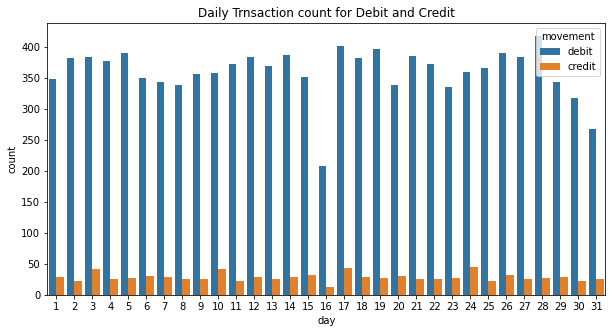 Daily Trnsaction count for Debit and Credit
movement
debit
credit
400
350
300
250
200
150
100
50
0
count
1 2 3 4 5 6 7 8 9 10 11 12 13 14 15 16 17 18 19 20 21 22 23 24 25 26 27 28 29 30 31
day